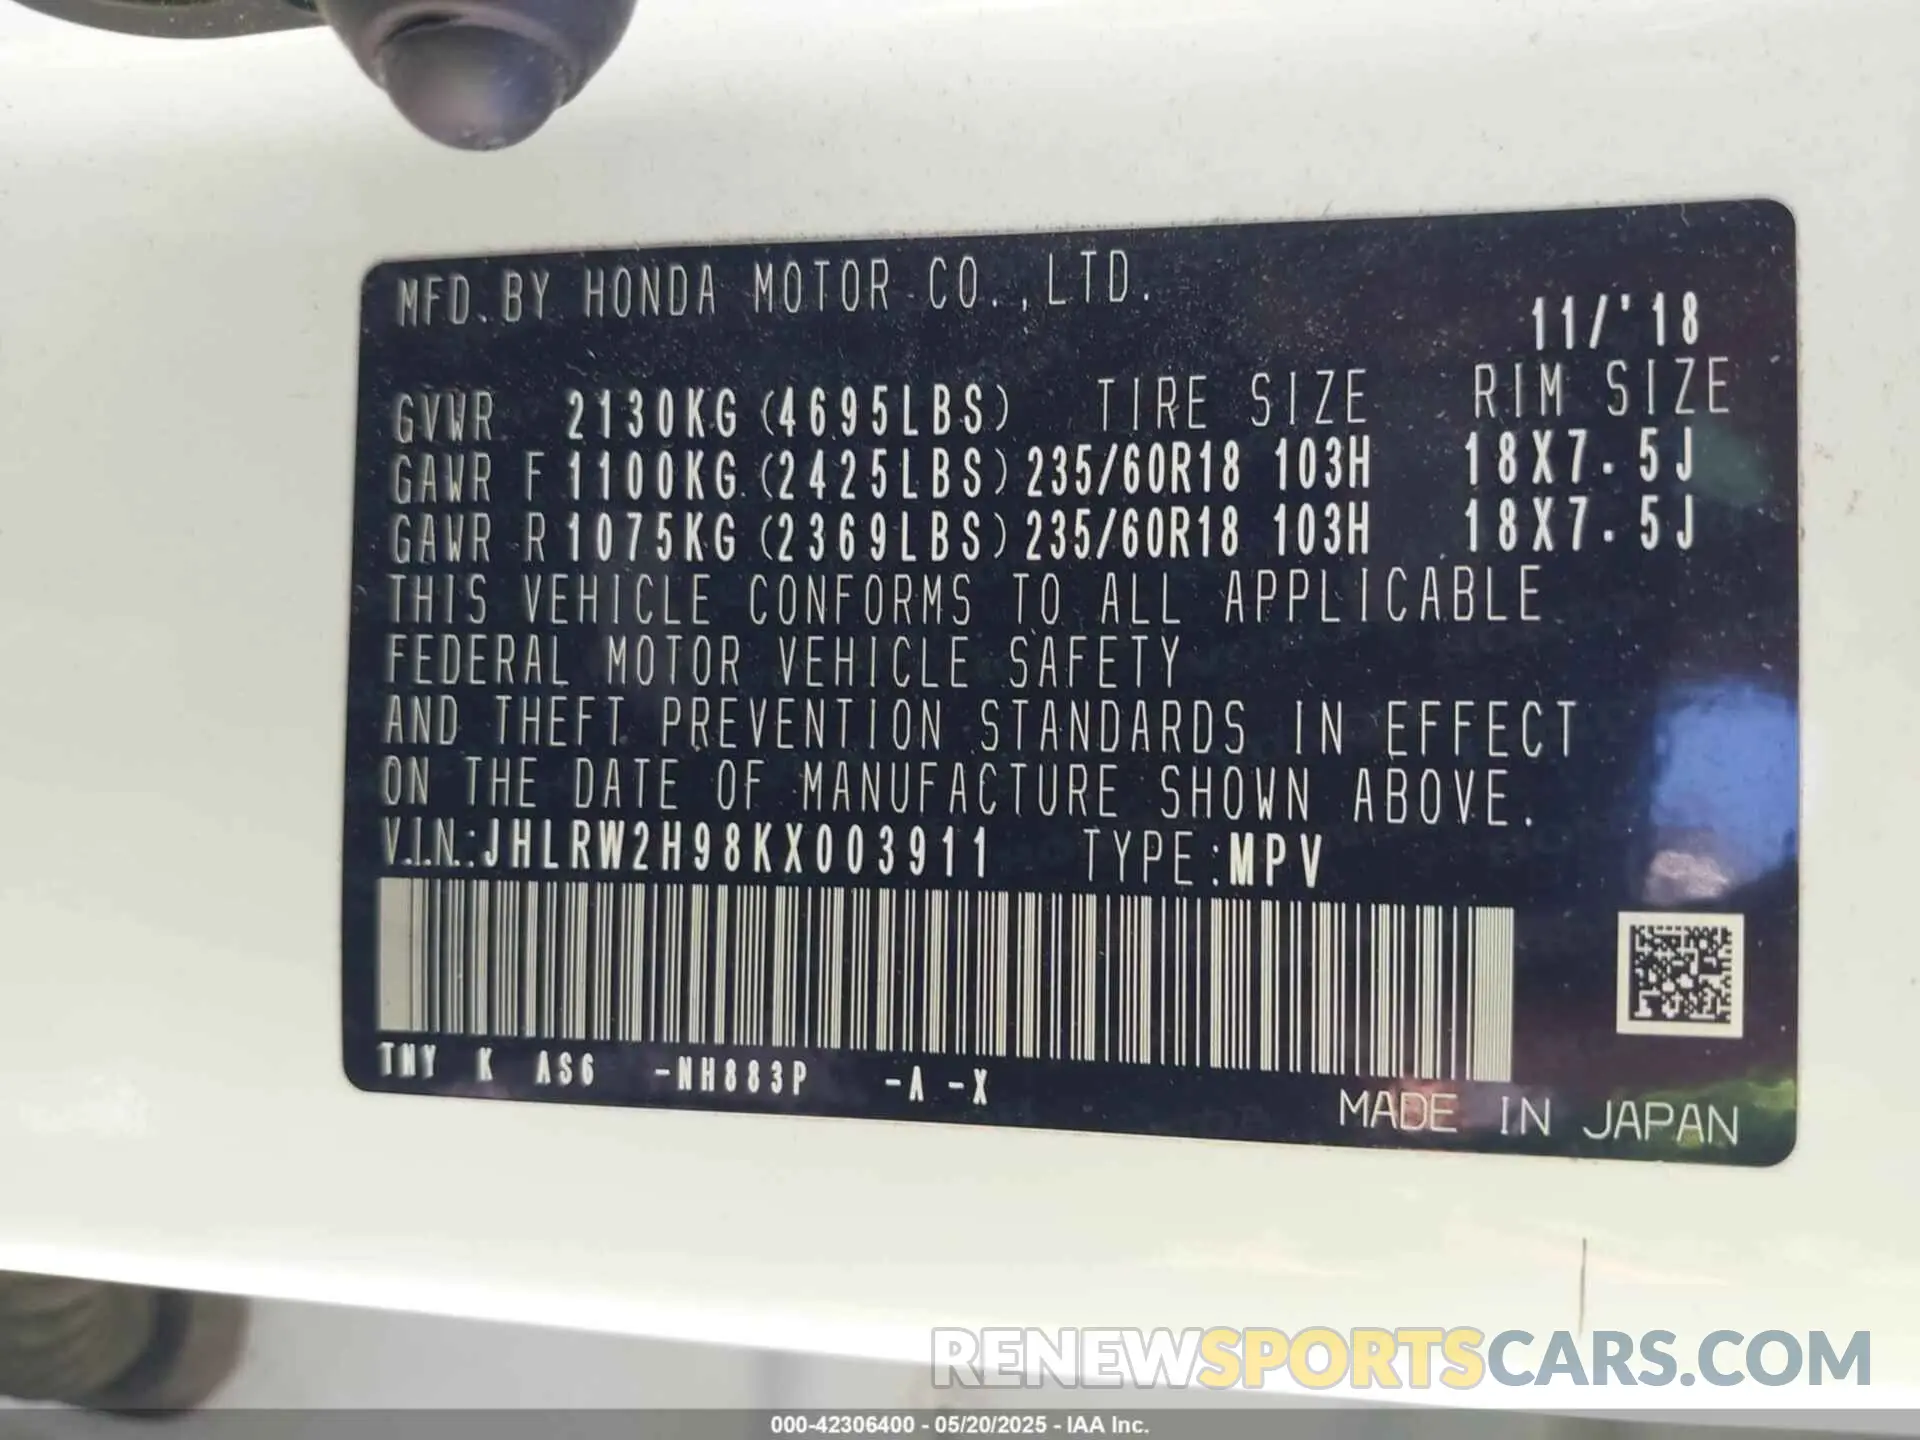 MFD. BY HONDA MOTOR CO., LTD.
11/'18
GVWR 2130KG (4695LBS) TIRE SIZE RIM SIZE
GAWR F 1100KG (2425LBS) 235/60R18 103H 18X7.5J
GAWR R 1075KG (2369LBS) 235/60R18 103H 18X7.5J
THIS VEHICLE CONFORMS TO ALL APPLICABLE
FEDERAL MOTOR VEHICLE SAFETY
AND THEFT PREVENTION STANDARDS IN EFFECT
ON THE DATE OF MANUFACTURE SHOWN ABOVE.
V.I.N.: JHLRW2H98KX003911 TYPE: MPV
TNY K AS6 -NH883P -A -X
MADE IN JAPAN
RENEWSPORTSCARS.COM
000-42306400 - 05/20/2025 - IAA Inc.